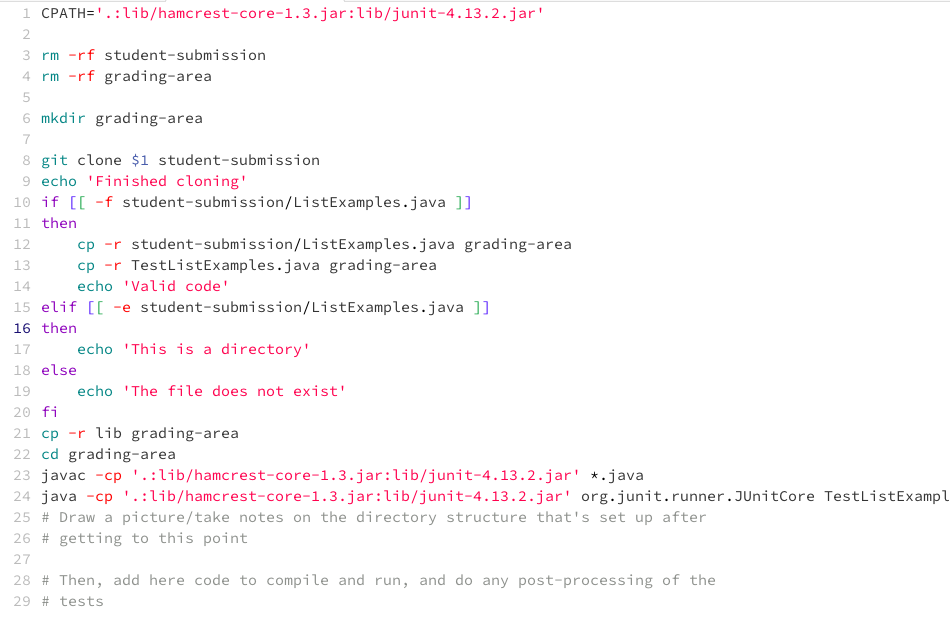 1 CPATH='.:lib/hamcrest-core-1.3.jar:lib/junit-4.13.2.jar'
2
3 rm -rf student-submission
4 rm -rf grading-area
5
6 mkdir grading-area
7
8 git clone $1 student-submission
9 echo 'Finished cloning'
10 if [[ -f student-submission/ListExamples.java ]]
11 then
12     cp -r student-submission/ListExamples.java grading-area
13     cp -r TestListExamples.java grading-area
14     echo 'Valid code'
15 elif [[ -e student-submission/ListExamples.java ]]
16 then
17     echo 'This is a directory'
18 else
19     echo 'The file does not exist'
20 fi
21 cp -r lib grading-area
22 cd grading-area
23 javac -cp '.:lib/hamcrest-core-1.3.jar:lib/junit-4.13.2.jar' *.java
24 java -cp '.:lib/hamcrest-core-1.3.jar:lib/junit-4.13.2.jar' org.junit.runner.JUnitCore TestListExampl
25 # Draw a picture/take notes on the directory structure that's set up after
26 # getting to this point
27
28 # Then, add here code to compile and run, and do any post-processing of the
29 # tests